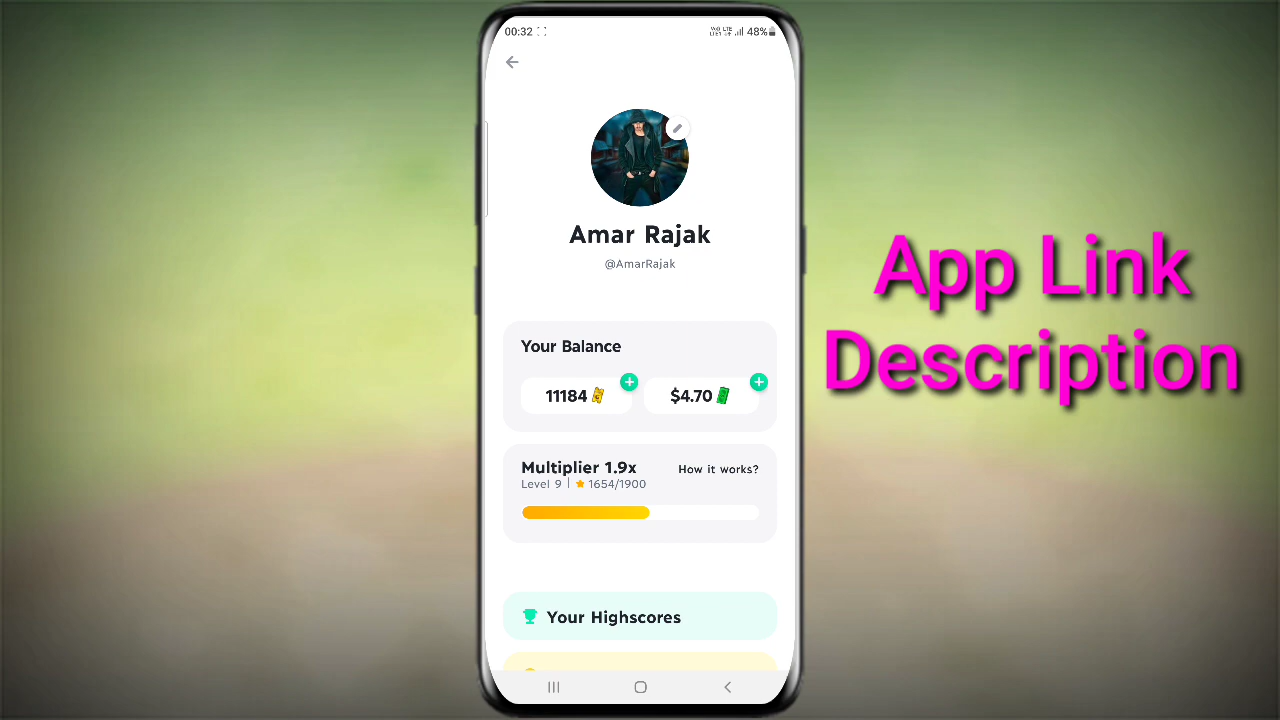 00:32
48%
Amar Rajak
@AmarRajak
Your Balance
11184
$4.70
Multiplier 1.9x
How it works?
Level 9 | 1654/1900
Your Highscores
App Link
Description